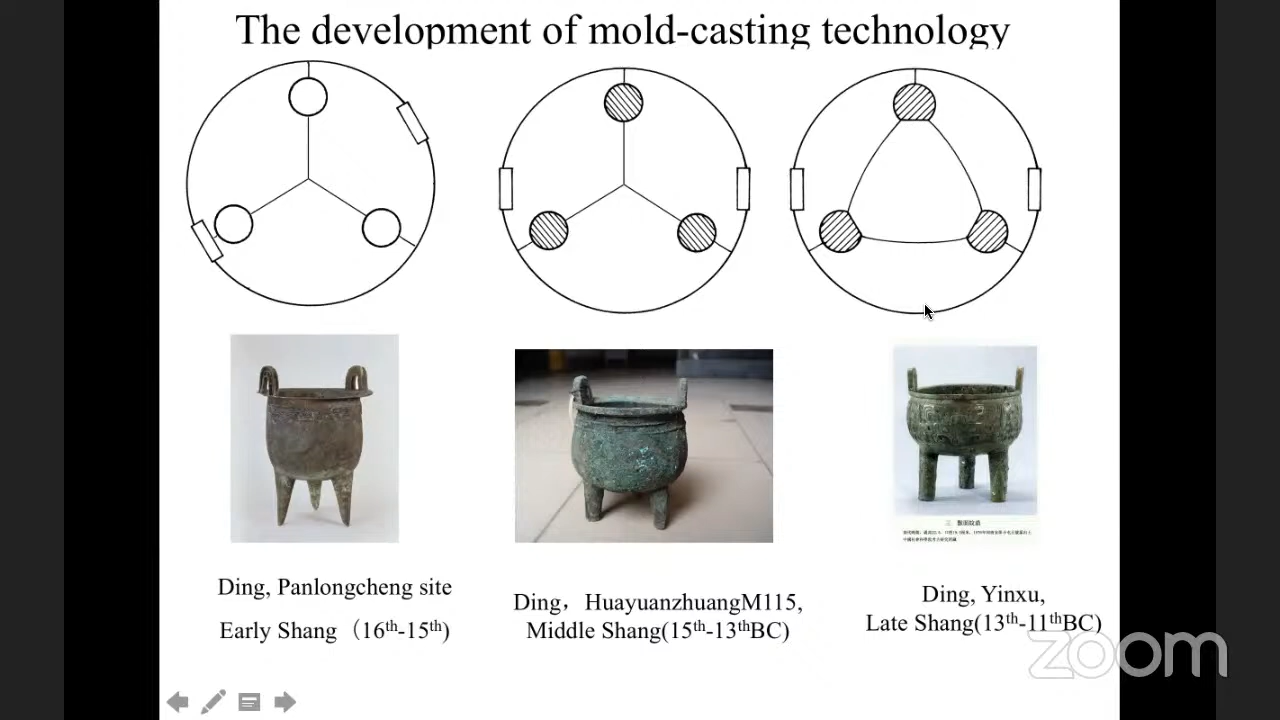 The development of mold-casting technology
Ding, Panlongcheng site
Early Shang（16th-15th)
Ding，HuayuanzhuangM115,
Middle Shang(15th-13thBC)
Ding, Yinxu,
Late Shang(13th-11thBC)
zoom